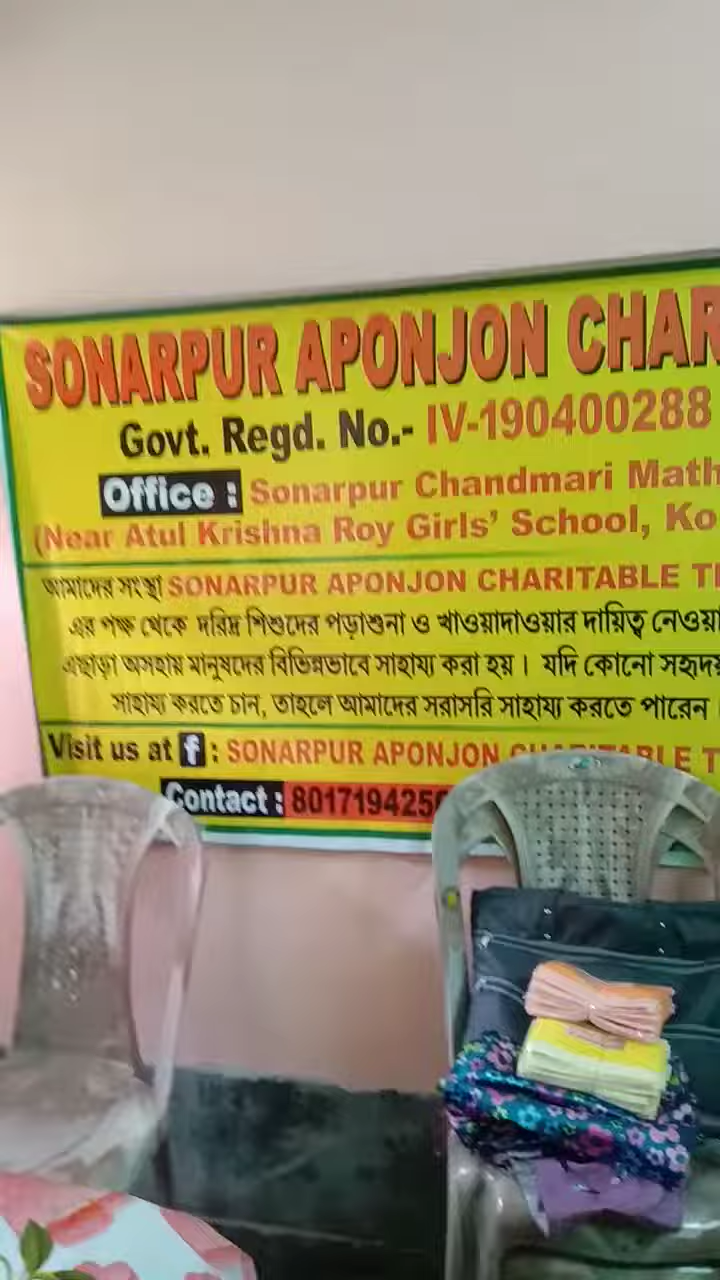 SONARPUR APONJON CHAR
Govt. Regd. No.- IV-190400288
Office : Sonarpur Chandmari Math
(Near Atul Krishna Roy Girls' School, Ko
আমাদের সংস্থা SONARPUR APONJON CHARITABLE T
এর পক্ষ থেকে দরিদ্র শিশুদের পড়াশুনা ও খাওয়াদাওয়ার দায়িত্ব নেওয়া
এছাড়া অসহায় মানুষদের বিভিন্নভাবে সাহায্য করা হয়। যদি কোনো সহৃদয়
সাহায্য করতে চান, তাহলে আমাদের সরাসরি সাহায্য করতে পারেন।
Visit us at f : SONARPUR APONJON CHARITABLE T
Contact : 801719425